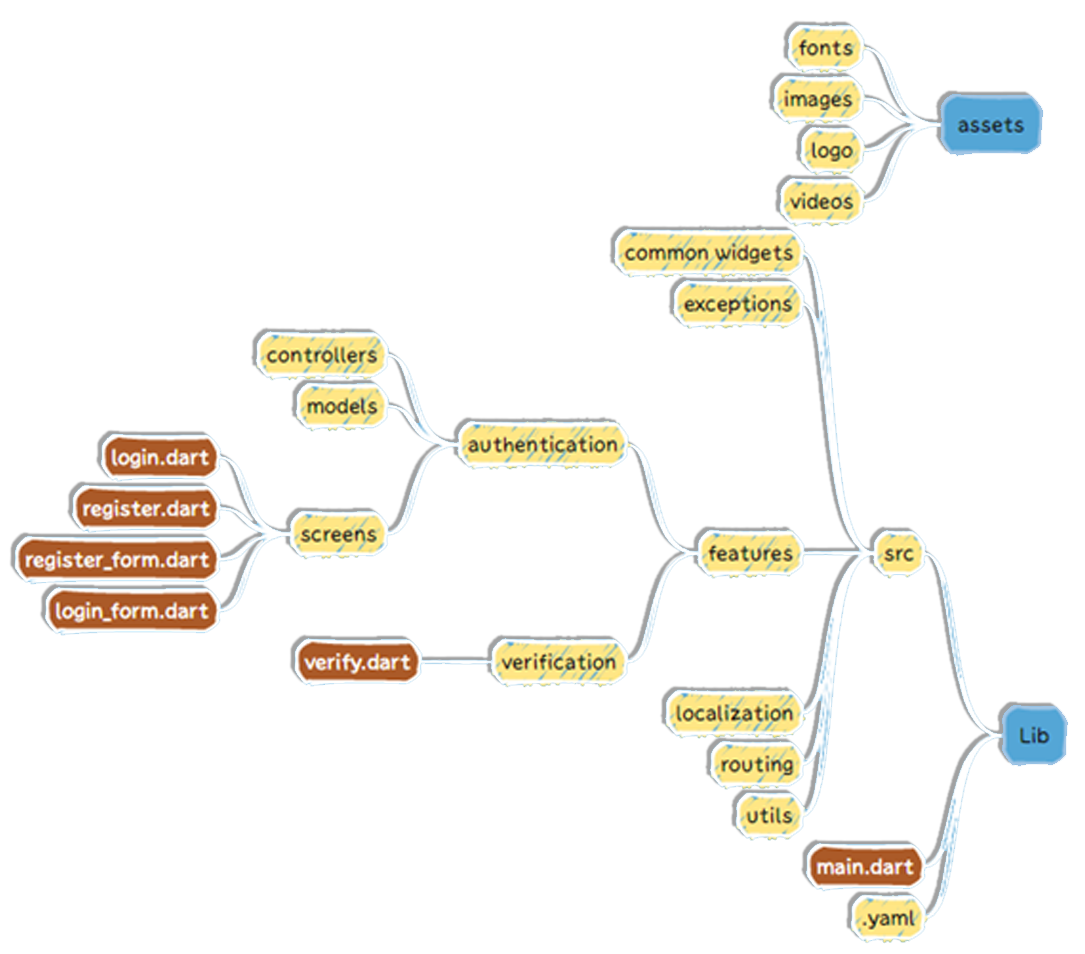 fonts
images
assets
logo
videos
common widgets
exceptions
controllers
models
authentication
login.dart
register.dart
screens
register_form.dart
login_form.dart
features
src
verify.dart
verification
localization
routing
utils
Lib
main.dart
.yaml